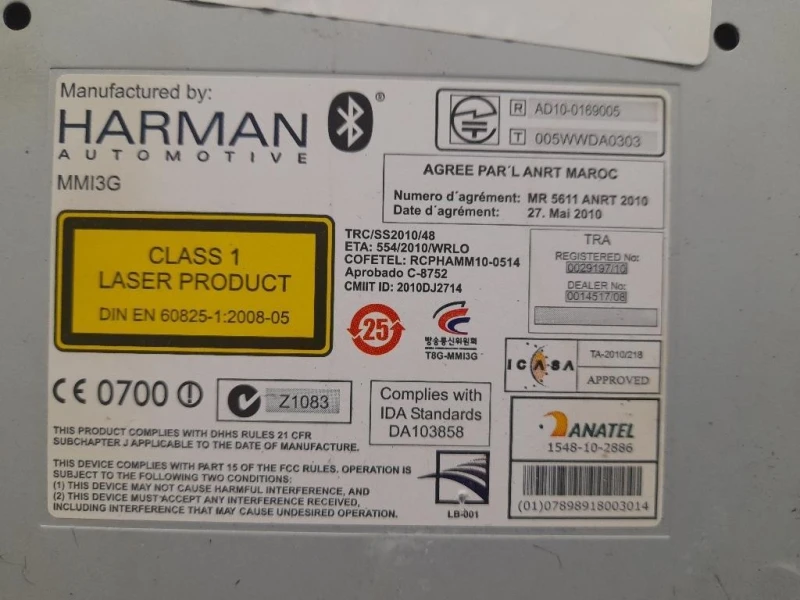 Manufactured by:
HARMAN
AUTOMOTIVE
MMI3G
®
R AD10-0169005
T 005WWDA0303
AGREE PAR´L ANRT MAROC
Numero d´agrément: MR 5611 ANRT 2010
Date d´agrément: 27. Mai 2010
CLASS 1
LASER PRODUCT
DIN EN 60825-1:2008-05
TRC/SS2010/48
ETA: 554/2010/WRLO
COFETEL: RCPHAMM10-0514
Aprobado C-8752
CMIIT ID: 2010DJ2714
TRA
REGISTERED No:
0029197/10
DEALER No:
0014517/08
25
방송통신위원회
T8G-MMI3G
ICASA
TA-2010/218
APPROVED
CE 0700
Z1083
Complies with
IDA Standards
DA103858
ANATEL
1548-10-2886
(01)07898918003014
THIS PRODUCT COMPLIES WITH DHHS RULES 21 CFR
SUBCHAPTER J APPLICABLE TO THE DATE OF MANUFACTURE.
THIS DEVICE COMPLIES WITH PART 15 OF THE FCC RULES. OPERATION IS
SUBJECT TO THE FOLLOWING TWO CONDITIONS:
(1) THIS DEVICE MAY NOT CAUSE HARMFUL INTERFERENCE, AND
(2) THIS DEVICE MUST ACCEPT ANY INTERFERENCE RECEIVED,
INCLUDING INTERFERENCE THAT MAY CAUSE UNDESIRED OPERATION.
LB-001